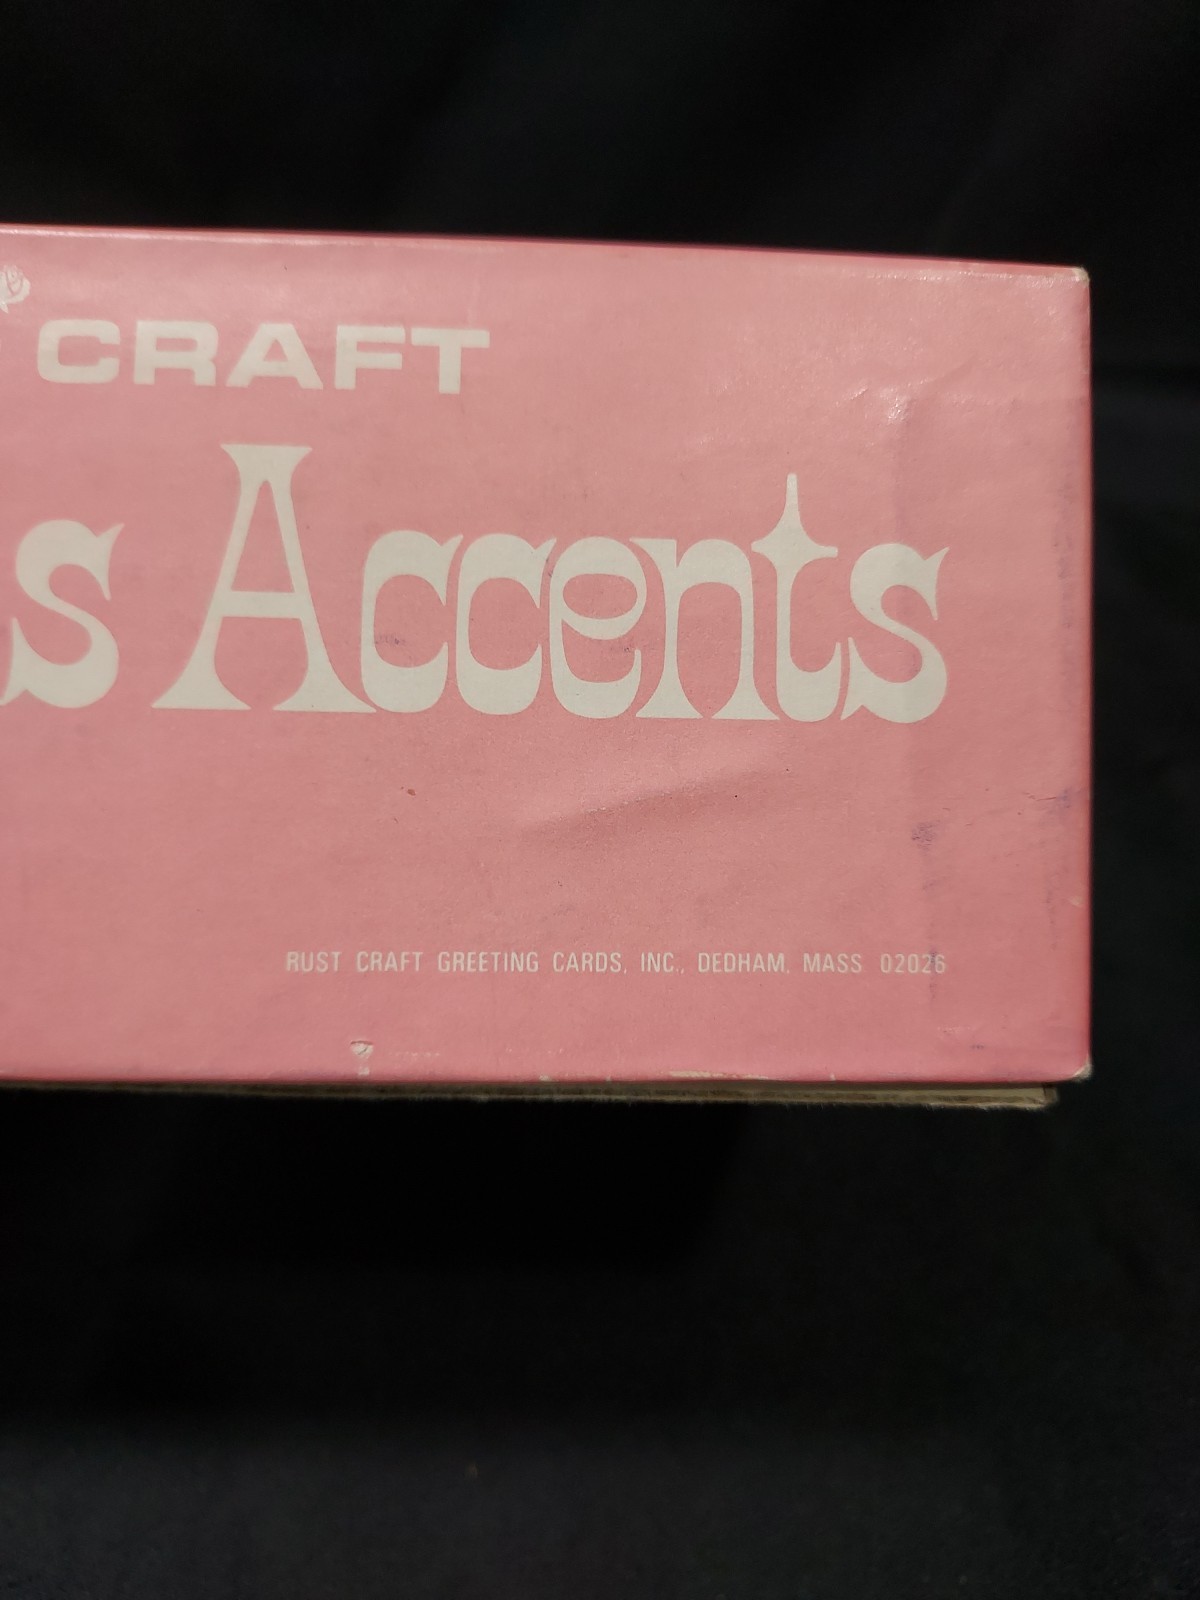 CRAFT
s Accents
RUST CRAFT GREETING CARDS, INC., DEDHAM, MASS 02026